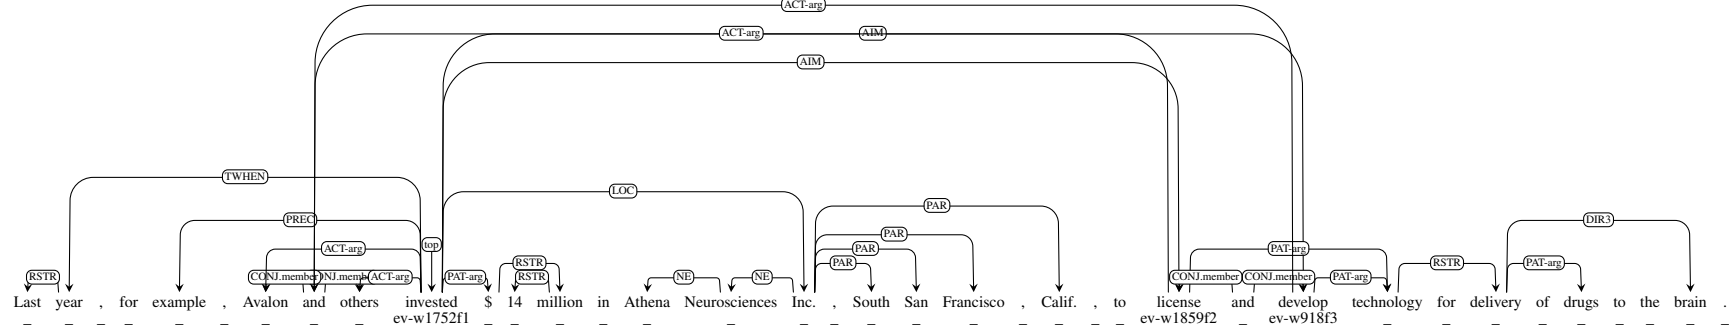 ACT-arg
ACT-arg AIM
AIM
TWHEN
LOC
PAR
PREC DIR3
PAR
top
ACT-arg PAR PAT-arg
RSTR PAR RSTR PAT-arg
RSTR CONJ.member ACT-arg PAT-arg RSTR NE NE CONJ.member CONJ.member PAT-arg
Last year , for example , Avalon and others invested $ 14 million in Athena Neurosciences Inc. , South San Francisco , Calif. , to license and develop technology for delivery of drugs to the brain .
ev-w1752f1 ev-w1859f2 ev-w918f3